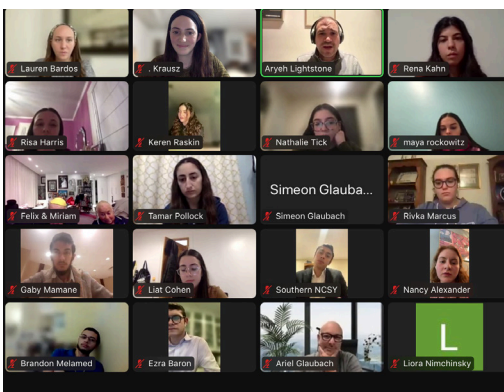 Lauren Bardos
. Krausz
Aryeh Lightstone
Rena Kahn
Risa Harris
Keren Raskin
Nathalie Tick
maya rockowitz
Felix & Miriam
Tamar Pollock
Simeon Glauba...
Simeon Glaubach
Rivka Marcus
Gaby Mamane
Liat Cohen
Southern NCSY
Nancy Alexander
Brandon Melamed
Ezra Baron
Ariel Glaubach
L
Liora Nimchinsky